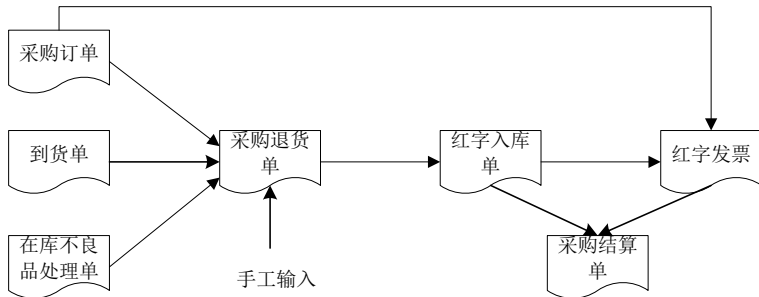 采购订单
到货单
在库不良
品处理单
采购退货
单
手工输入
红字入库
单
红字发票
采购结算
单